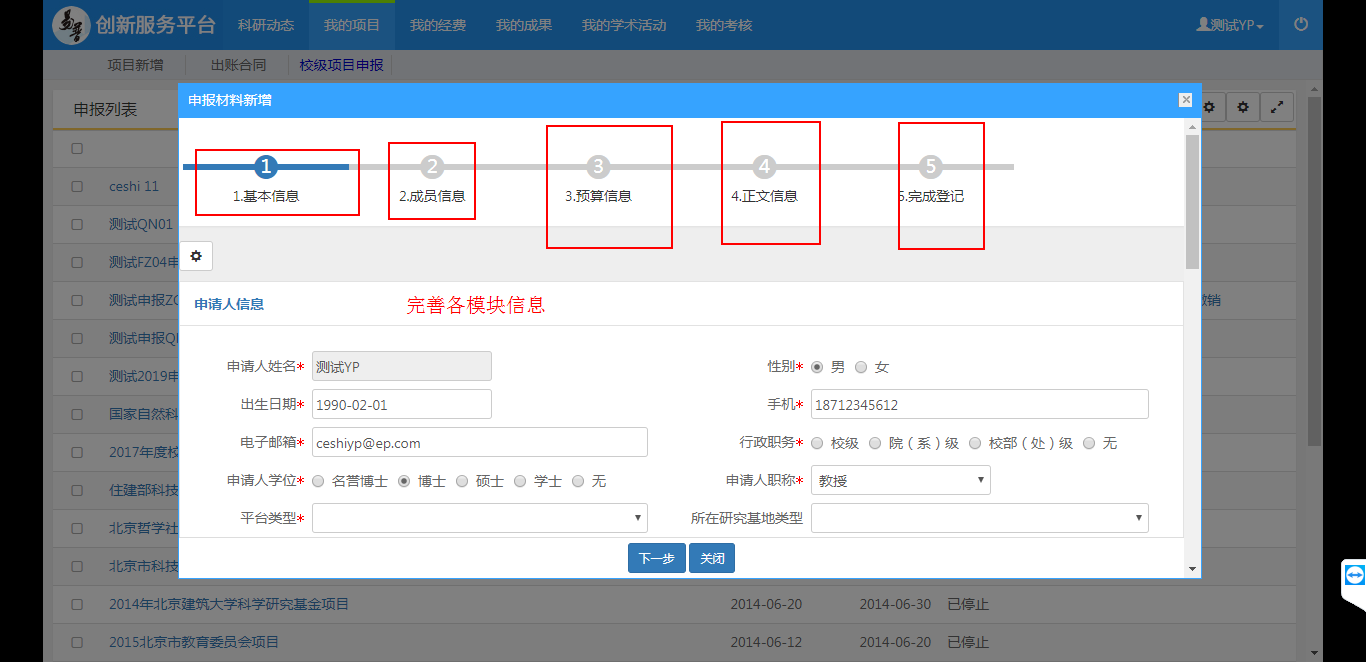 创新服务平台 科研动态 我的项目 我的经费 我的成果 我的学术活动 我的考核 测试YP
项目新增 出账合同 校级项目申报
申报列表
申报材料新增
1 2 3 4 5
1.基本信息 2.成员信息 3.预算信息 4.正文信息 5.完成登记
申请人信息 完善各模块信息
申请人姓名* 测试YP 性别* 男 女
出生日期* 1990-02-01 手机* 18712345612
电子邮箱* ceshiyp@ep.com 行政职务* 校级 院（系）级 校部（处）级 无
申请人学位* 名誉博士 博士 硕士 学士 无 申请人职称* 教授
平台类型* 所在研究基地类型
下一步 关闭
ceshi 11
测试QN01
测试FZ04申
测试申报ZC 撤销
测试申报Q
测试2019申
国家自然科
2017年度校
住建部科技
北京哲学社
北京市科技
2014年北京建筑大学科学研究基金项目 2014-06-20 2014-06-30 已停止
2015北京市教育委员会项目 2014-06-12 2014-06-20 已停止